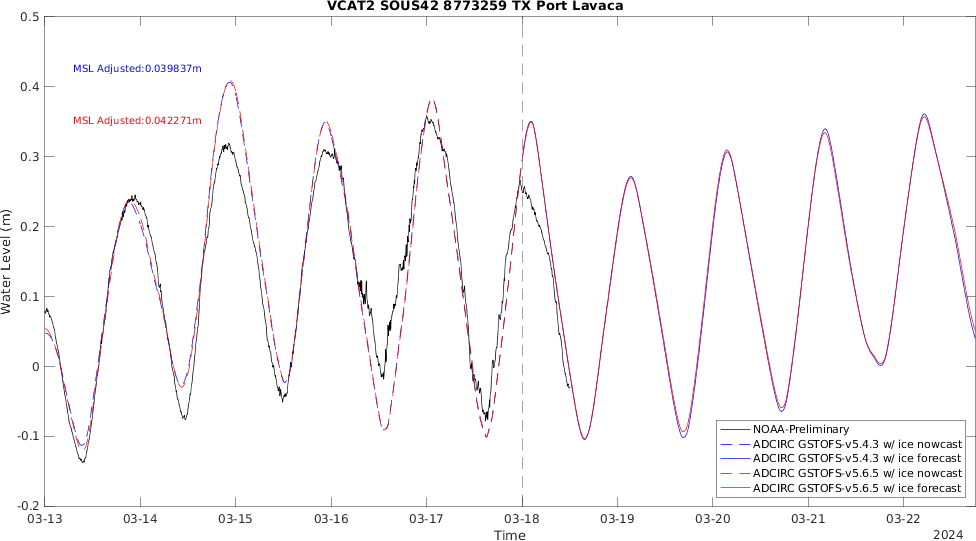 VCAT2 SOUS42 8773259 TX Port Lavaca
0.5
MSL Adjusted:0.039837m
0.4
MSL Adjusted:0.042271m
0.3
0.2
Water Level (m)
0.1
0
-0.1
-0.2
NOAA-Preliminary
ADCIRC GSTOFS-v5.4.3 w/ ice nowcast
ADCIRC GSTOFS-v5.4.3 w/ ice forecast
ADCIRC GSTOFS-v5.6.5 w/ ice nowcast
ADCIRC GSTOFS-v5.6.5 w/ ice forecast
03-13 03-14 03-15 03-16 03-17 03-18 03-19 03-20 03-21 03-22
Time
2024